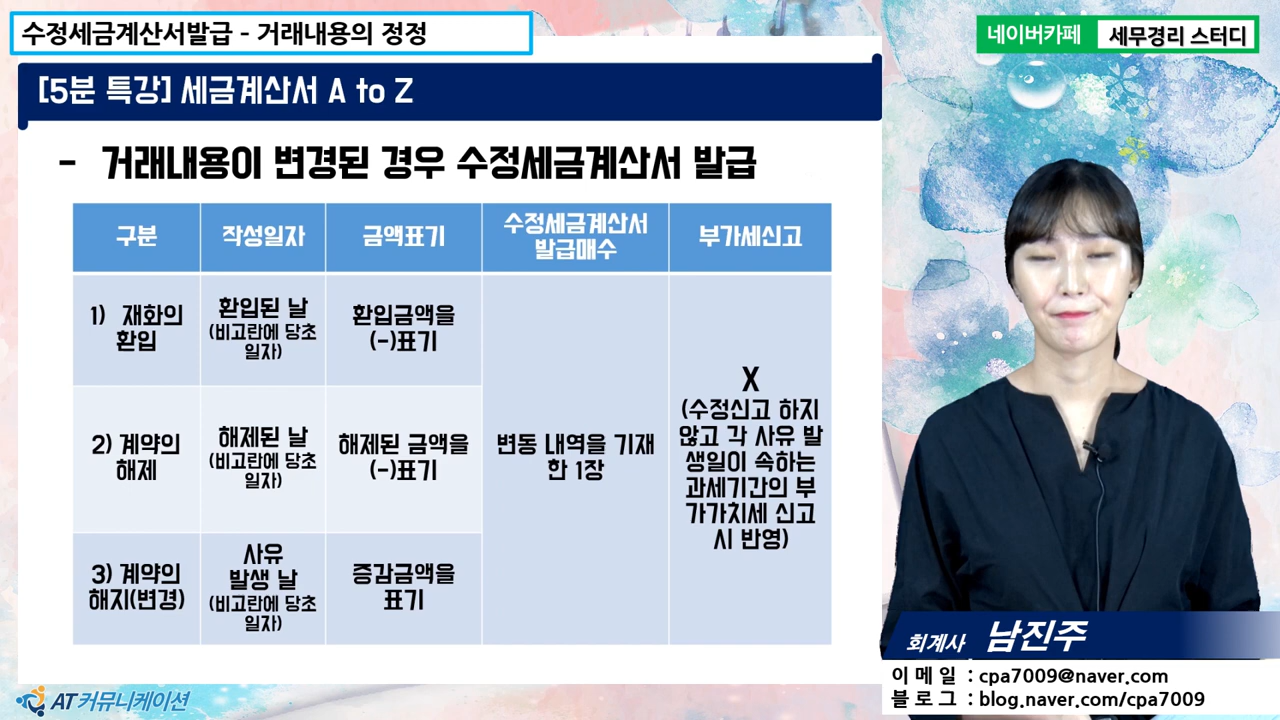 수정세금계산서발급 - 거래내용의 정정
네이버카페 세무경리 스터디
[5분 특강] 세금계산서 A to Z
- 거래내용이 변경된 경우 수정세금계산서 발급
구분
작성일자
금액표기
수정세금계산서
발급매수
부가세신고
1) 재화의
환입
환입된 날
(비고란에 당초
일자)
환입금액을
(-)표기
2) 계약의
해제
해제된 날
(비고란에 당초
일자)
해제된 금액을
(-)표기
3) 계약의
해지(변경)
사유
발생 날
(비고란에 당초
일자)
증감금액을
표기
변동 내역을 기재
한 1장
X
(수정신고 하지
않고 각 사유 발
생일이 속하는
과세기간의 부
가가치세 신고
시 반영)
회계사 남진주
이 메 일 : cpa7009@naver.com
블 로 그 : blog.naver.com/cpa7009
AT커뮤니케이션